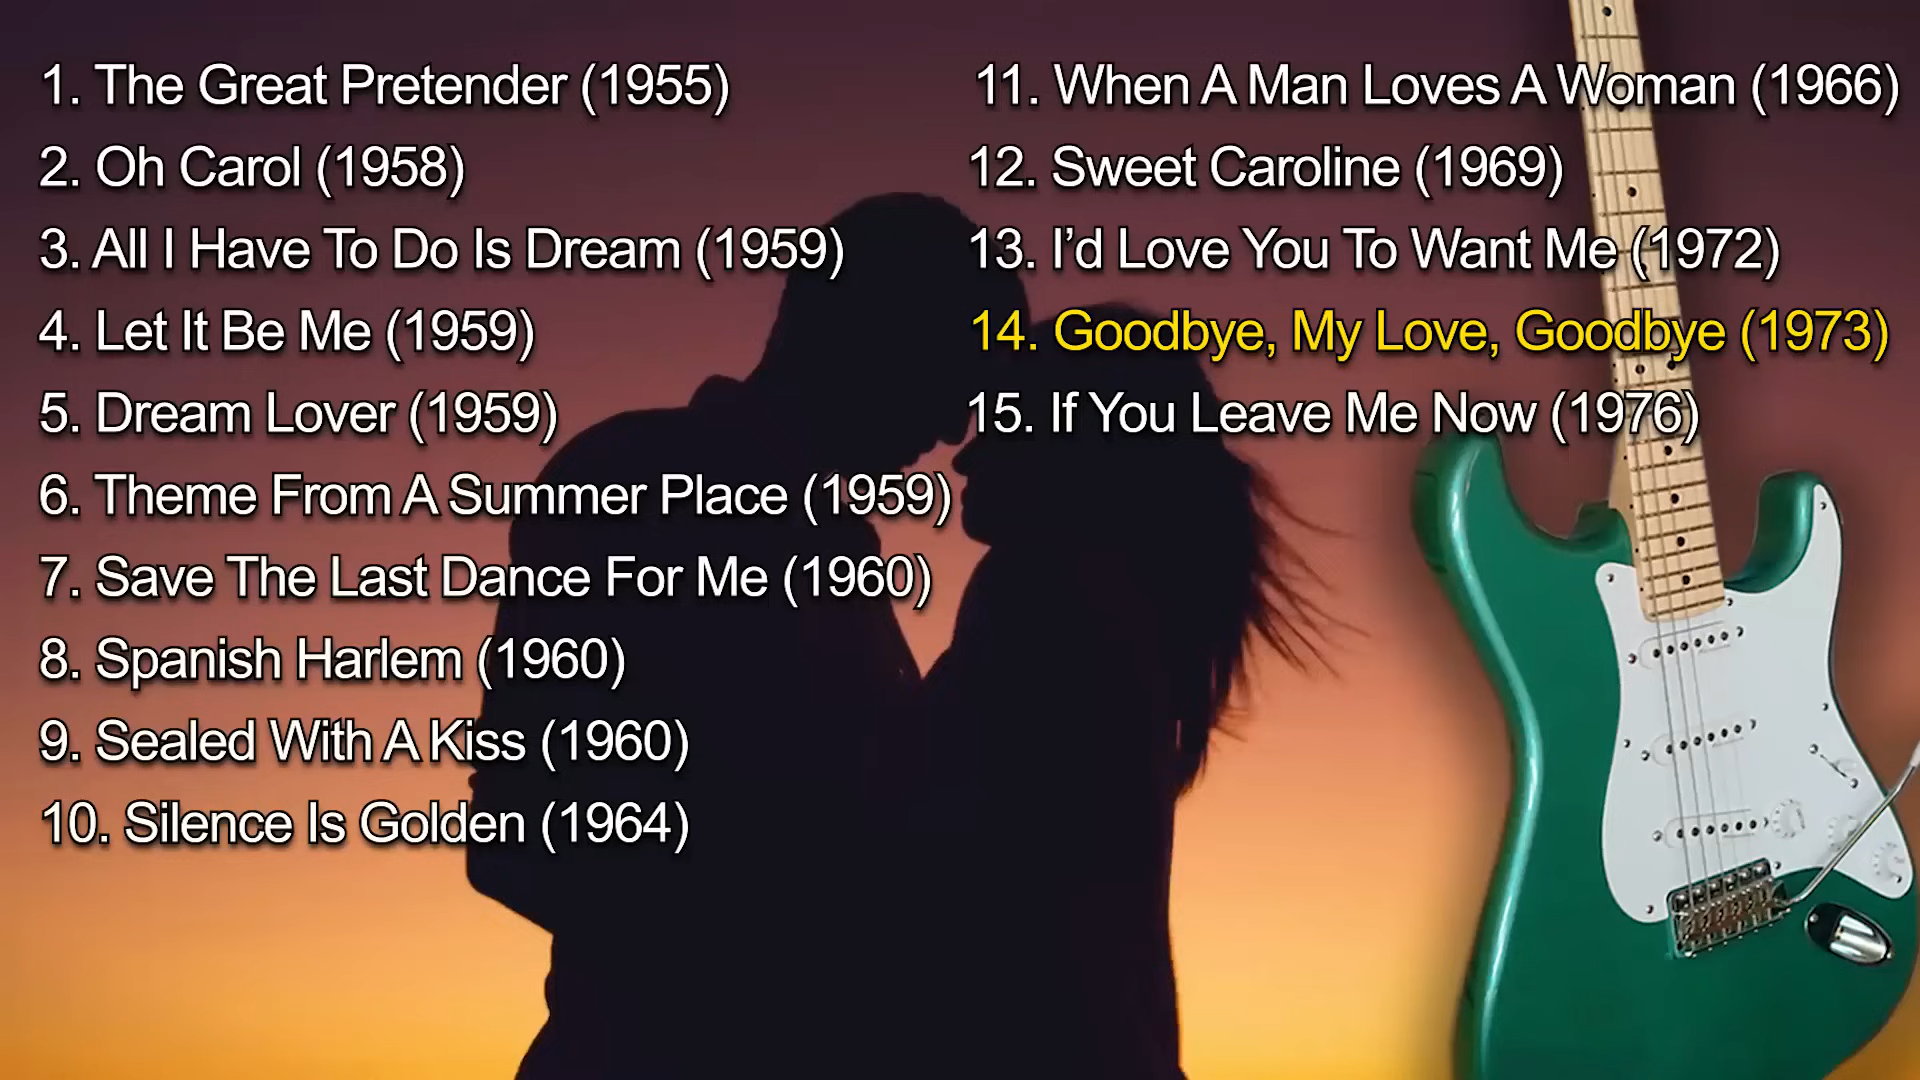 1. The Great Pretender (1955)
2. Oh Carol (1958)
3. All I Have To Do Is Dream (1959)
4. Let It Be Me (1959)
5. Dream Lover (1959)
6. Theme From A Summer Place (1959)
7. Save The Last Dance For Me (1960)
8. Spanish Harlem (1960)
9. Sealed With A Kiss (1960)
10. Silence Is Golden (1964)
11. When A Man Loves A Woman (1966)
12. Sweet Caroline (1969)
13. I’d Love You To Want Me (1972)
14. Goodbye, My Love, Goodbye (1973)
15. If You Leave Me Now (1976)